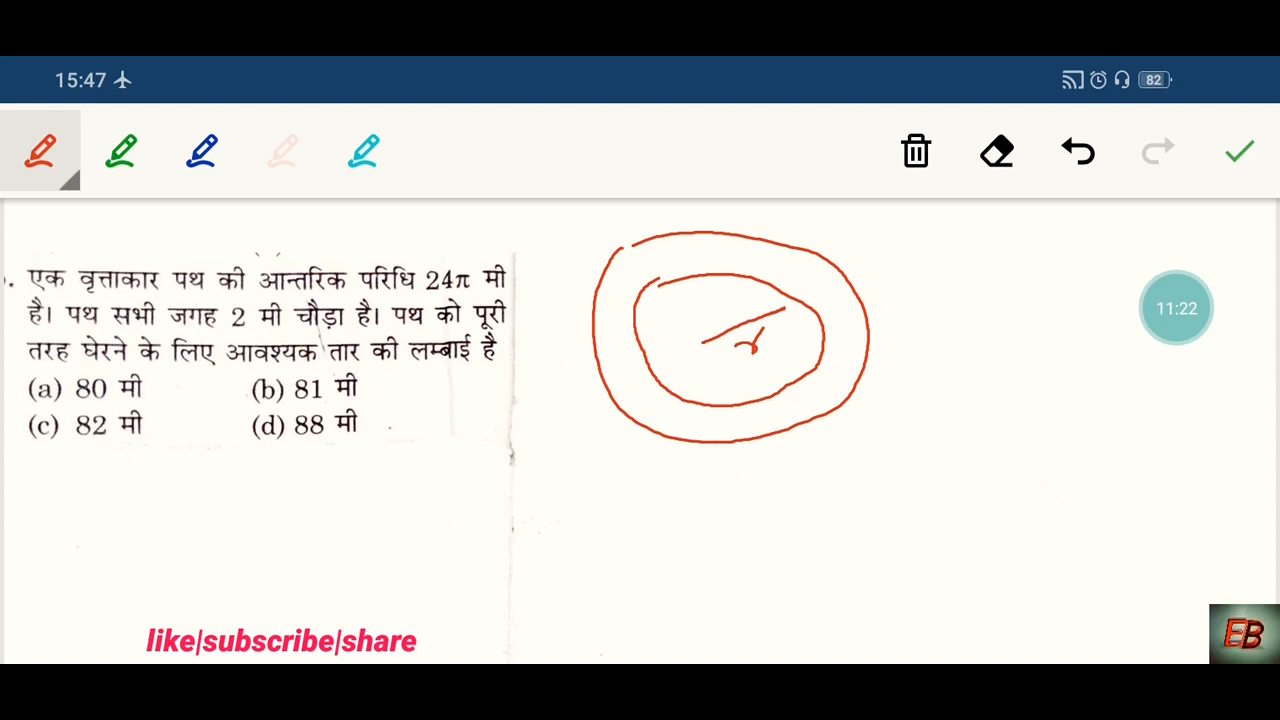 15:47
82
11:22
. एक वृत्ताकार पथ की आन्तरिक परिधि 24π मी
है। पथ सभी जगह 2 मी चौड़ा है। पथ को पूरी
तरह घेरने के लिए आवश्यक तार की लम्बाई है
(a) 80 मी (b) 81 मी
(c) 82 मी (d) 88 मी
r
like|subscribe|share
EB